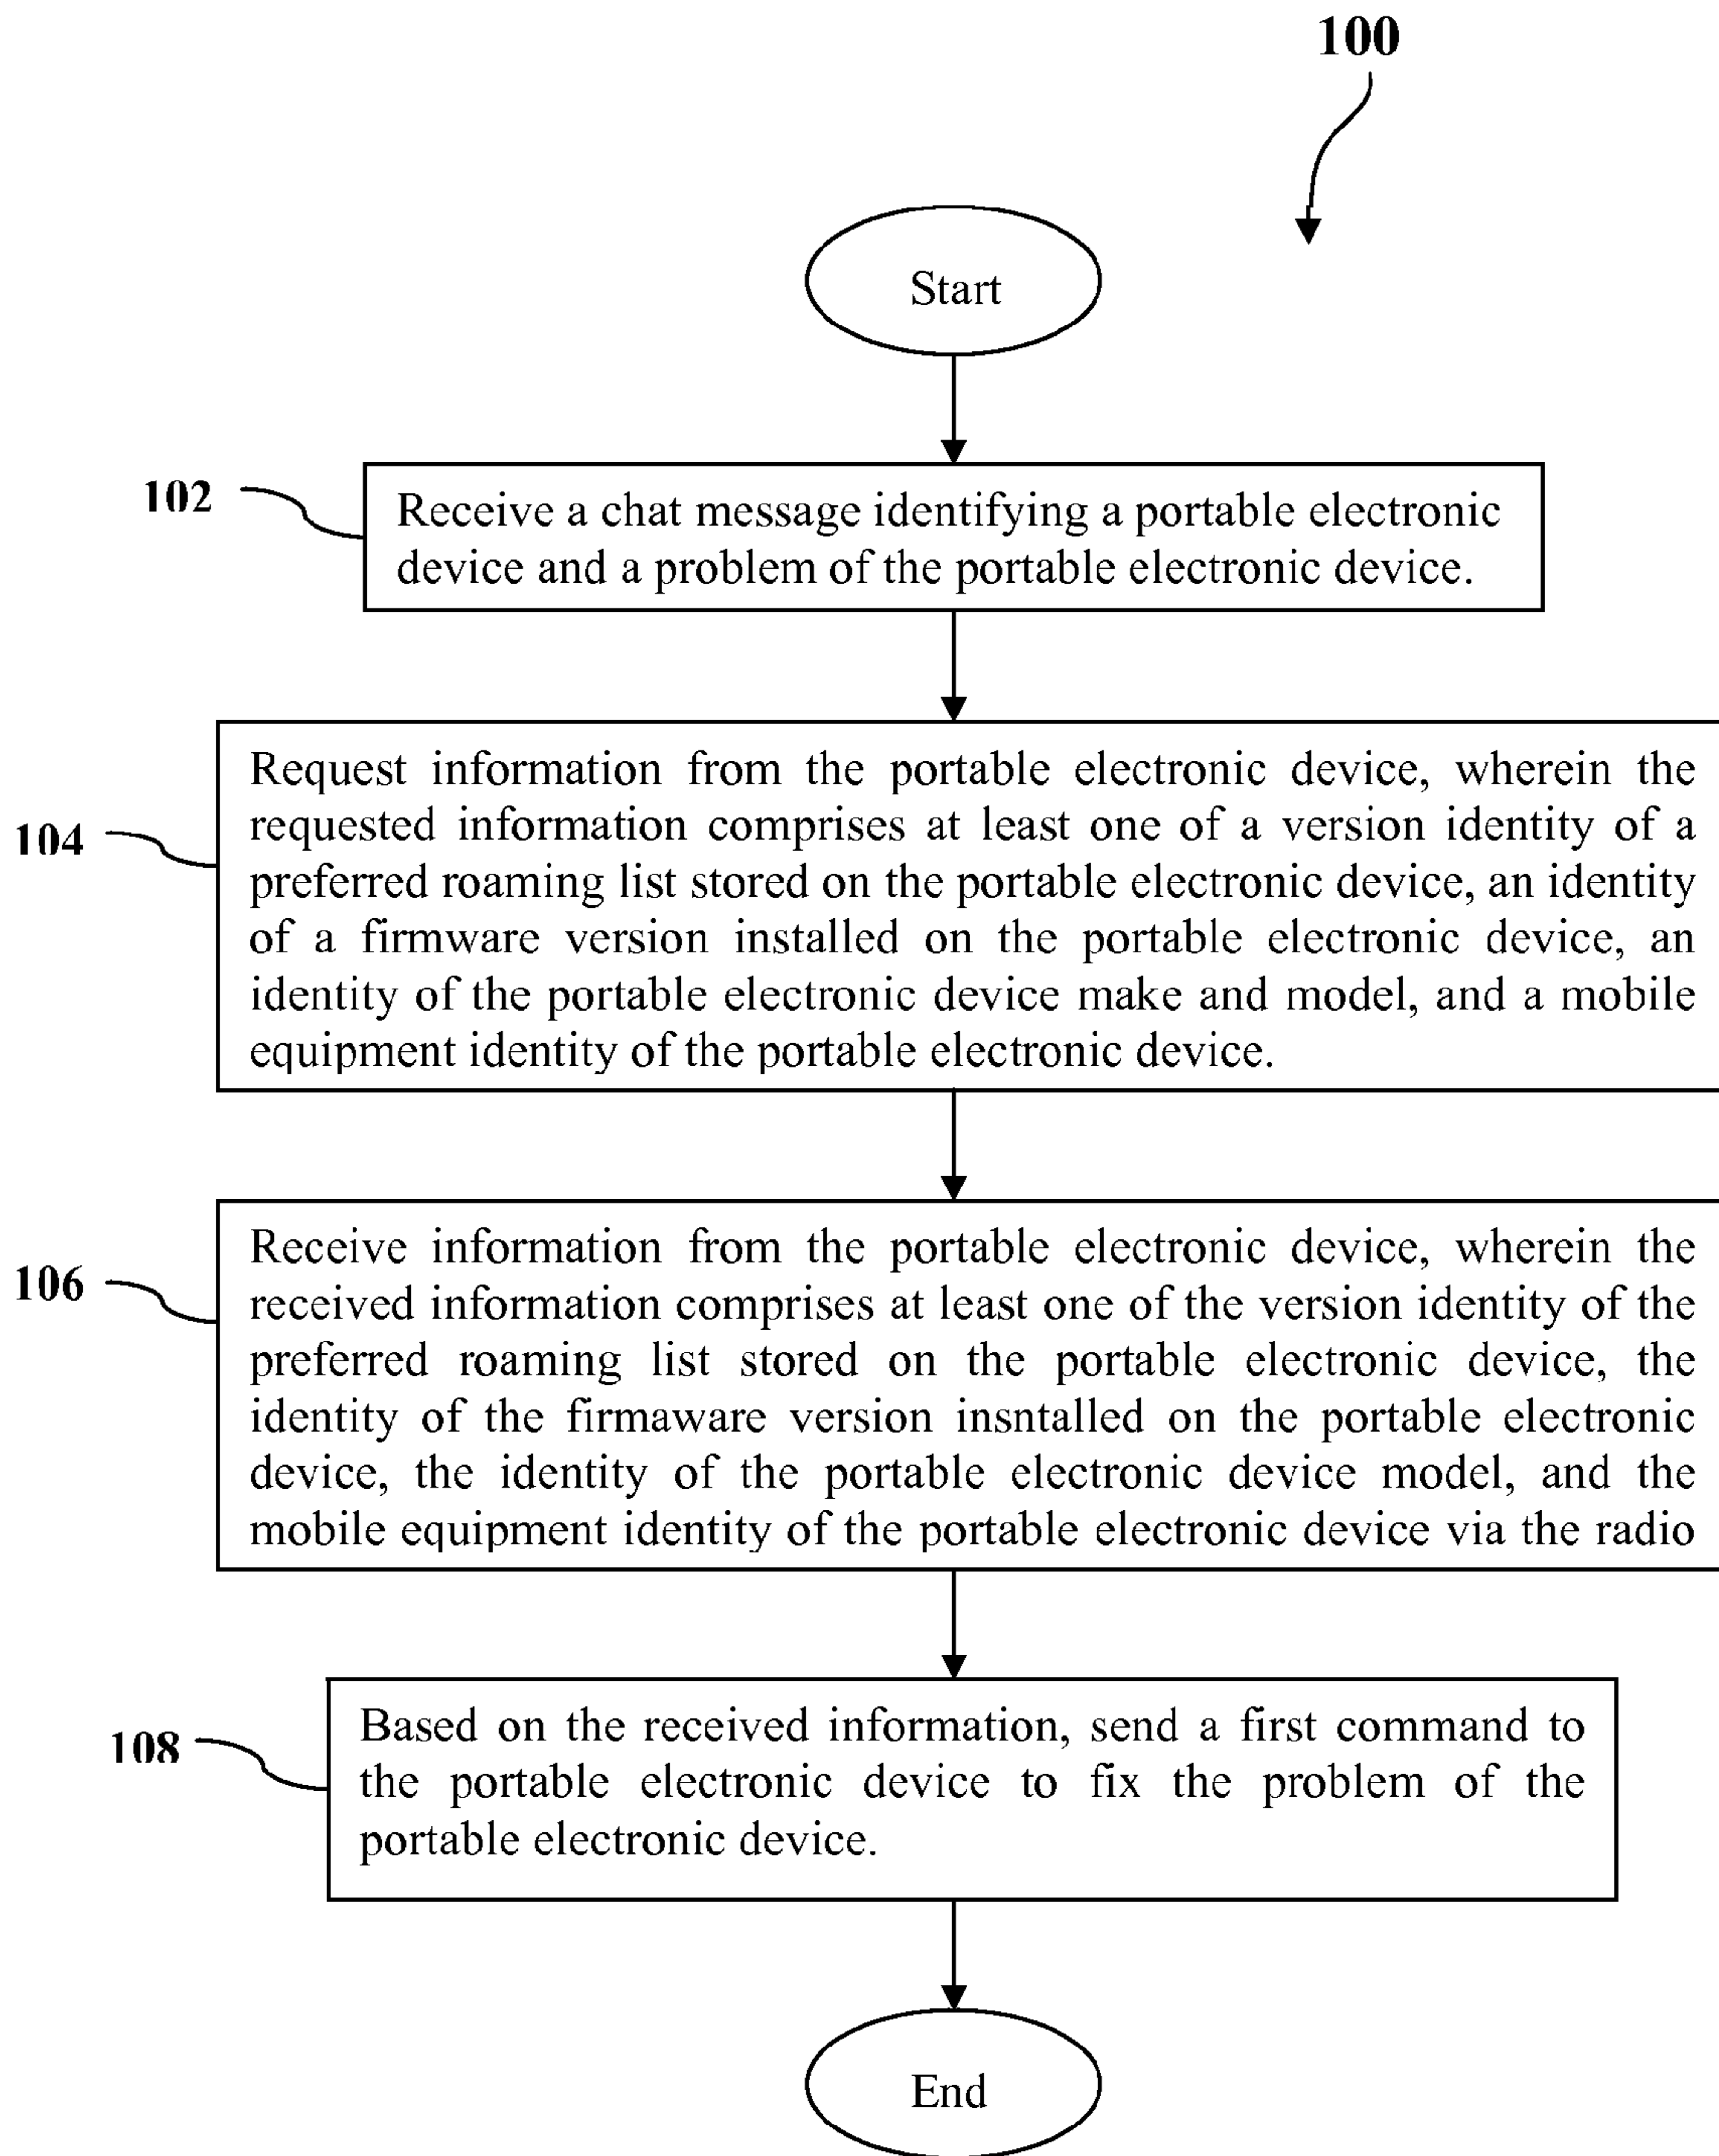 100
Start
102
Receive a chat message identifying a portable electronic
device and a problem of the portable electronic device.
104
Request information from the portable electronic device, wherein the
requested information comprises at least one of a version identity of a
preferred roaming list stored on the portable electronic device, an identity
of a firmware version installed on the portable electronic device, an
identity of the portable electronic device make and model, and a mobile
equipment identity of the portable electronic device.
106
Receive information from the portable electronic device, wherein the
received information comprises at least one of the version identity of the
preferred roaming list stored on the portable electronic device, the
identity of the firmaware version insntalled on the portable electronic
device, the identity of the portable electronic device model, and the
mobile equipment identity of the portable electronic device via the radio
108
Based on the received information, send a first command to
the portable electronic device to fix the problem of the
portable electronic device.
End